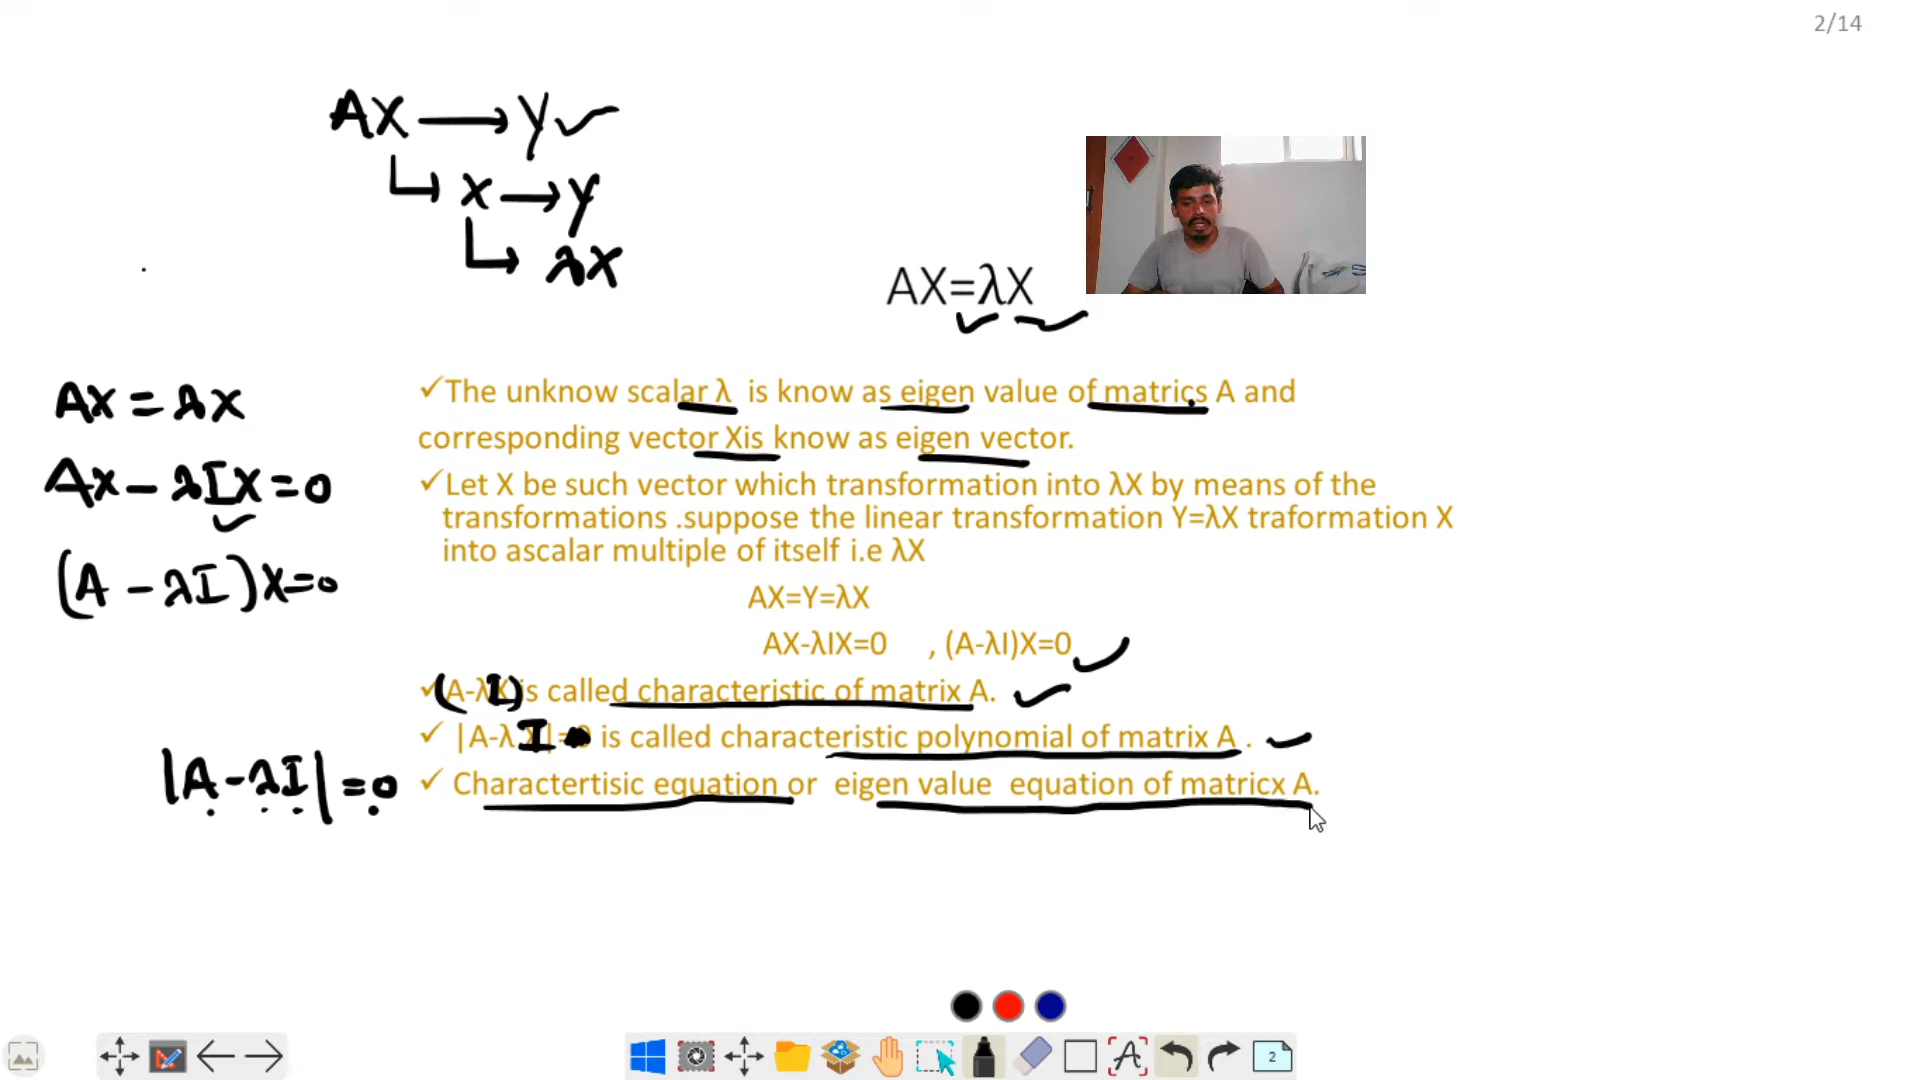 2/14
AX → Y ✓
↳ X → Y
↳ λX
AX=λX
AX = λX
AX - λIX = 0
(A - λI)X=0
|A - λI| = 0
✓The unknow scalar λ is know as eigen value of matrics A and
corresponding vector Xis know as eigen vector.
✓Let X be such vector which transformation into λX by means of the
transformations .suppose the linear transformation Y=λX traformation X
into ascalar multiple of itself i.e λX
AX=Y=λX
AX-λIX=0 , (A-λI)X=0
✓(A-λI) is called characteristic of matrix A.
✓ |A-λI| is called characteristic polynomial of matrix A .
✓ Charactertisic equation or eigen value equation of matricx A.
A
2